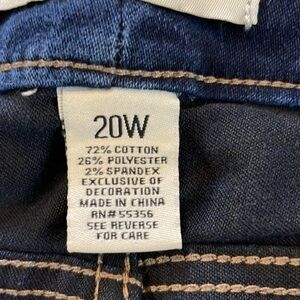 20W
72% COTTON
26% POLYESTER
2% SPANDEX
EXCLUSIVE OF
DECORATION
MADE IN CHINA
RN# 55356
SEE REVERSE
FOR CARE